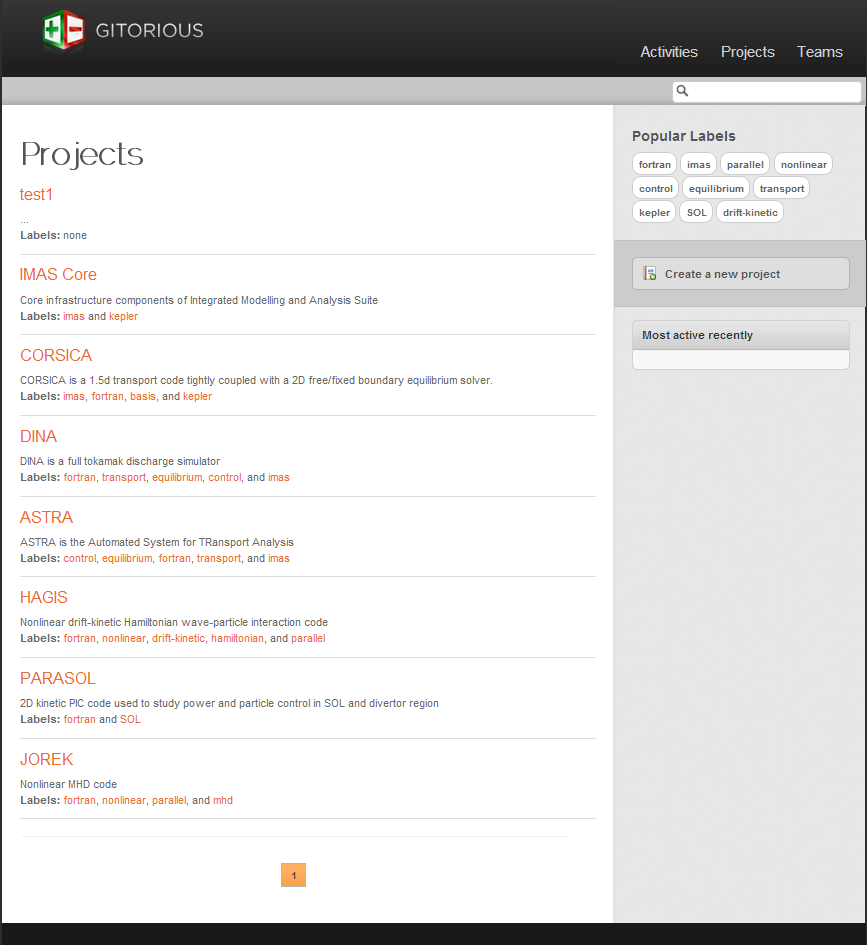 GITORIOUS
Activities Projects Teams
Projects
test1
...
Labels: none
IMAS Core
Core infrastructure components of Integrated Modelling and Analysis Suite
Labels: imas and kepler
CORSICA
CORSICA is a 1.5d transport code tightly coupled with a 2D free/fixed boundary equilibrium solver.
Labels: imas, fortran, basis, and kepler
DINA
DINA is a full tokamak discharge simulator
Labels: fortran, transport, equilibrium, control, and imas
ASTRA
ASTRA is the Automated System for TRansport Analysis
Labels: control, equilibrium, fortran, transport, and imas
HAGIS
Nonlinear drift-kinetic Hamiltonian wave-particle interaction code
Labels: fortran, nonlinear, drift-kinetic, hamiltonian, and parallel
PARASOL
2D kinetic PIC code used to study power and particle control in SOL and divertor region
Labels: fortran and SOL
JOREK
Nonlinear MHD code
Labels: fortran, nonlinear, parallel, and mhd
1
Popular Labels
fortran imas parallel nonlinear
control equilibrium transport
kepler SOL drift-kinetic
Create a new project
Most active recently